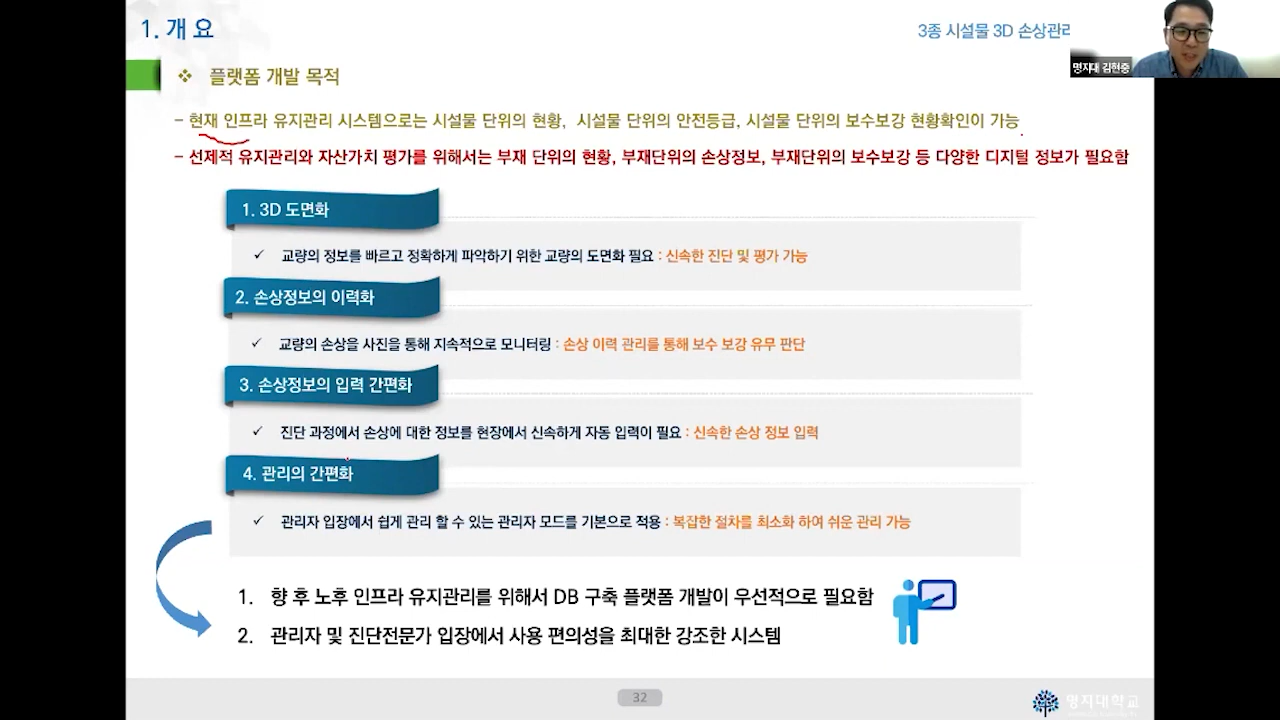 1. 개 요
3종 시설물 3D 손상관리
명지대 김현중
❖ 플랫폼 개발 목적
- 현재 인프라 유지관리 시스템으로는 시설물 단위의 현황, 시설물 단위의 안전등급, 시설물 단위의 보수보강 현황확인이 가능
- 선제적 유지관리와 자산가치 평가를 위해서는 부재 단위의 현황, 부재단위의 손상정보, 부재단위의 보수보강 등 다양한 디지털 정보가 필요함
1. 3D 도면화
✓ 교량의 정보를 빠르고 정확하게 파악하기 위한 교량의 도면화 필요 : 신속한 진단 및 평가 가능
2. 손상정보의 이력화
✓ 교량의 손상을 사진을 통해 지속적으로 모니터링 : 손상 이력 관리를 통해 보수 보강 유무 판단
3. 손상정보의 입력 간편화
✓ 진단 과정에서 손상에 대한 정보를 현장에서 신속하게 자동 입력이 필요 : 신속한 손상 정보 입력
4. 관리의 간편화
✓ 관리자 입장에서 쉽게 관리 할 수 있는 관리자 모드를 기본으로 적용 : 복잡한 절차를 최소화 하여 쉬운 관리 가능
1. 향 후 노후 인프라 유지관리를 위해서 DB 구축 플랫폼 개발이 우선적으로 필요함
2. 관리자 및 진단전문가 입장에서 사용 편의성을 최대한 강조한 시스템
32
명지대학교